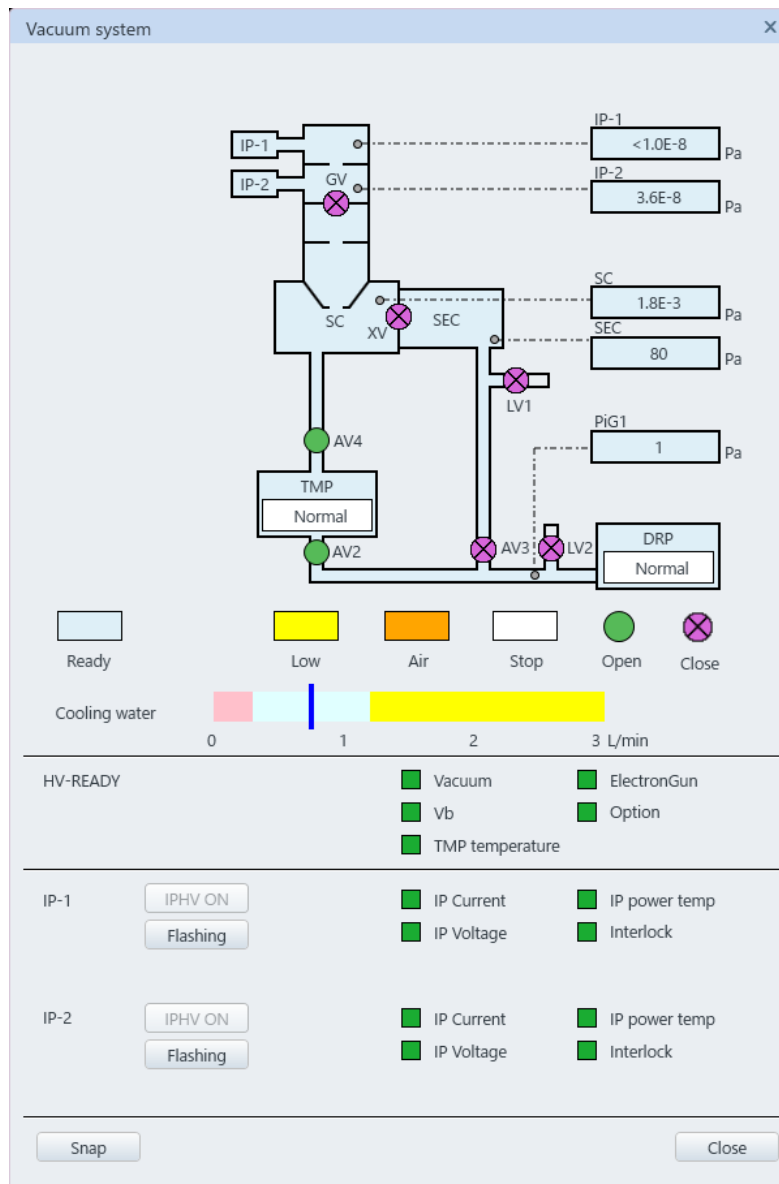 Vacuum system
IP-1
IP-1
<1.0E-8
Pa
IP-2
IP-2
GV
3.6E-8
Pa
SC
1.8E-3
Pa
SC
XV
SEC
SEC
80
Pa
LV1
PiG1
1
Pa
AV4
TMP
Normal
AV2
AV3
LV2
DRP
Normal
Ready
Low
Air
Stop
Open
Close
Cooling water
0
1
2
3 L/min
HV-READY
Vacuum
ElectronGun
Vb
Option
TMP temperature
IP-1
IPHV ON
IP Current
IP power temp
Flashing
IP Voltage
Interlock
IP-2
IPHV ON
IP Current
IP power temp
Flashing
IP Voltage
Interlock
Snap
Close